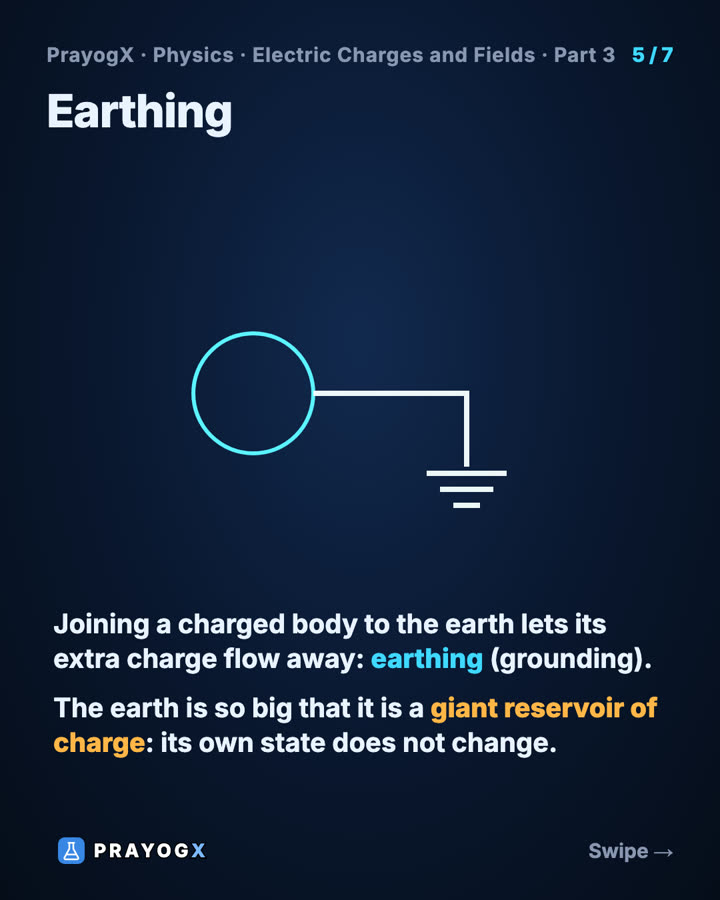 PrayogX · Physics · Electric Charges and Fields · Part 3 5 / 7
Earthing
Joining a charged body to the earth lets its
extra charge flow away: earthing (grounding).
The earth is so big that it is a giant reservoir of
charge: its own state does not change.
PRAYOGX
Swipe →